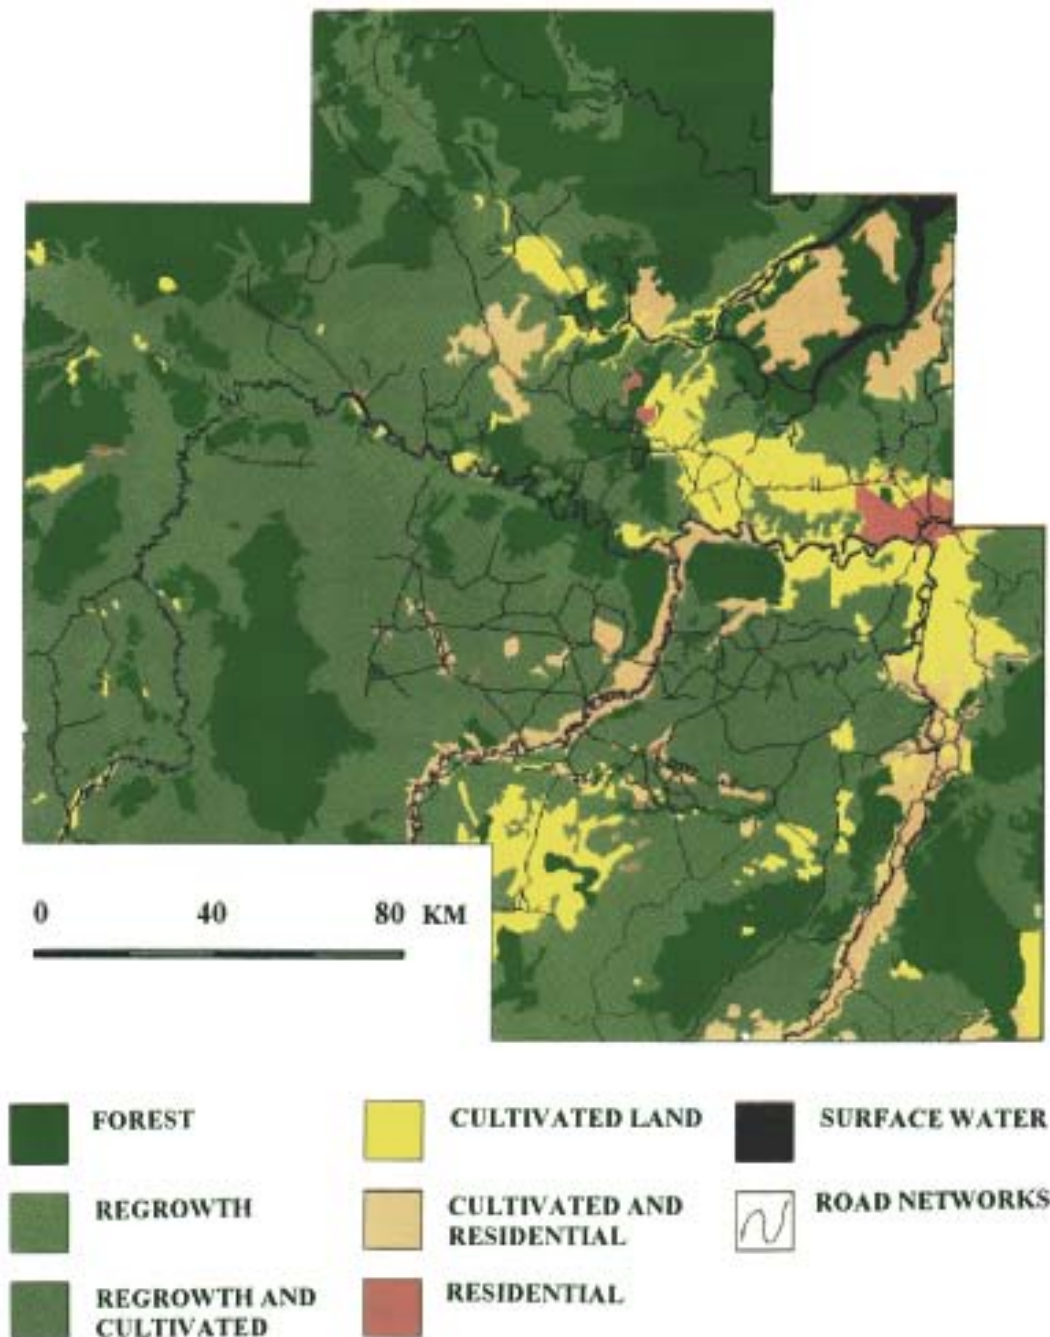 0 40 80 KM
FOREST
CULTIVATED LAND
SURFACE WATER
REGROWTH
CULTIVATED AND
RESIDENTIAL
ROAD NETWORKS
REGROWTH AND
CULTIVATED
RESIDENTIAL